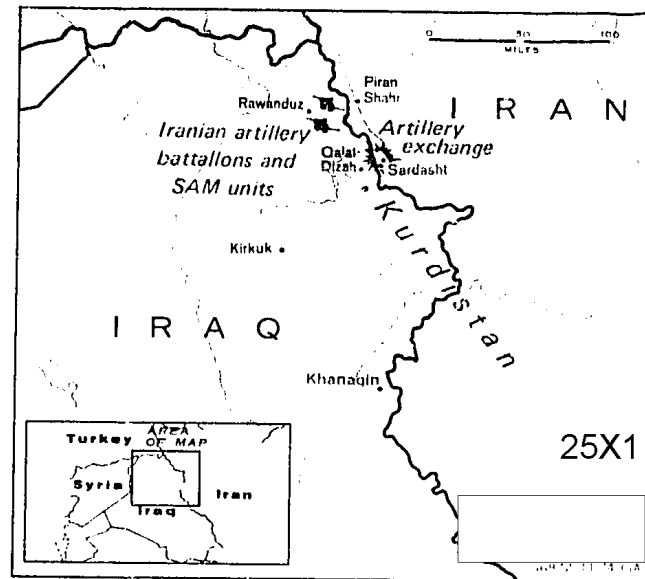 0 50 100
MILES
Piran
Shahr
Rawanduz
I R A N
Iranian artillery
battalions and
SAM units
Artillery
exchange
Qalat
Dizah
Sardasht
Kurdistan
Kirkuk
I R A Q
Khanaqin
AREA
OF MAP
Turkey
Syria
Iran
Iraq
25X1